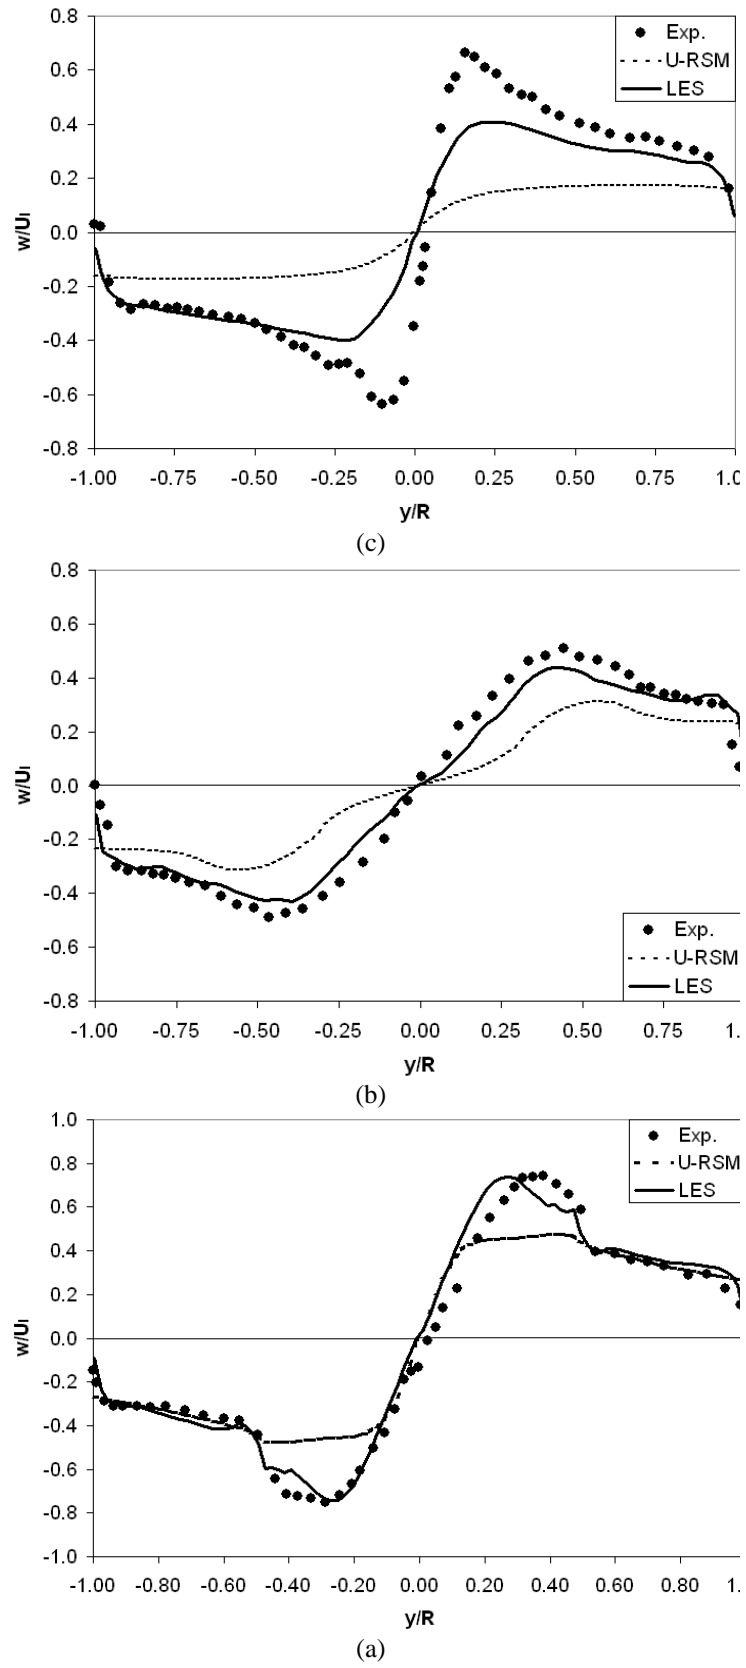 0.8
0.6
0.4
0.2
0.0
-0.2
-0.4
-0.6
-0.8
w/Uı
Exp.
U-RSM
LES
-1.00 -0.75 -0.50 -0.25 0.00 0.25 0.50 0.75 1.0
y/R
(c)
0.8
0.6
0.4
0.2
0.0
-0.2
-0.4
-0.6
-0.8
w/Uı
Exp.
U-RSM
LES
-1.00 -0.75 -0.50 -0.25 0.00 0.25 0.50 0.75 1.
y/R
(b)
1.0
0.8
0.6
0.4
0.2
0.0
-0.2
-0.4
-0.6
-0.8
-1.0
w/Uı
Exp.
U-RSM
LES
-1.00 -0.80 -0.60 -0.40 -0.20 0.00 0.20 0.40 0.60 0.80 1.
y/R
(a)